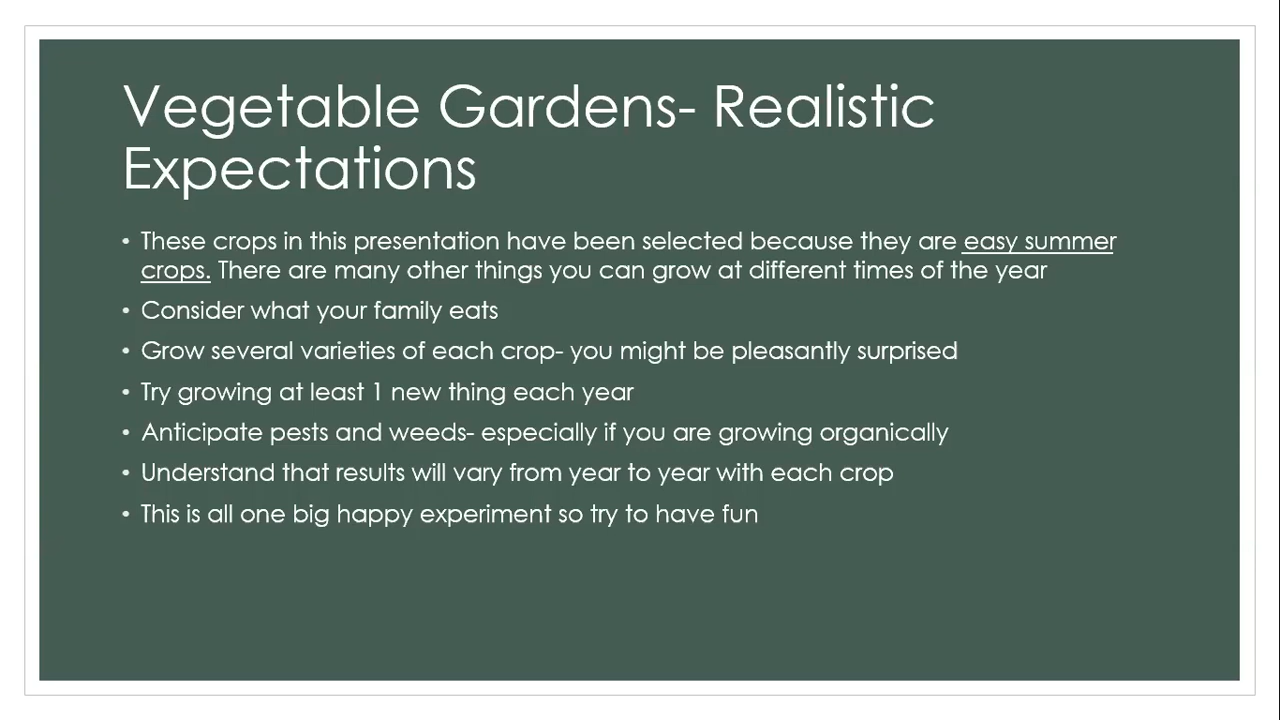 Vegetable Gardens- Realistic
Expectations
• These crops in this presentation have been selected because they are easy summer
crops. There are many other things you can grow at different times of the year
• Consider what your family eats
• Grow several varieties of each crop- you might be pleasantly surprised
• Try growing at least 1 new thing each year
• Anticipate pests and weeds- especially if you are growing organically
• Understand that results will vary from year to year with each crop
• This is all one big happy experiment so try to have fun